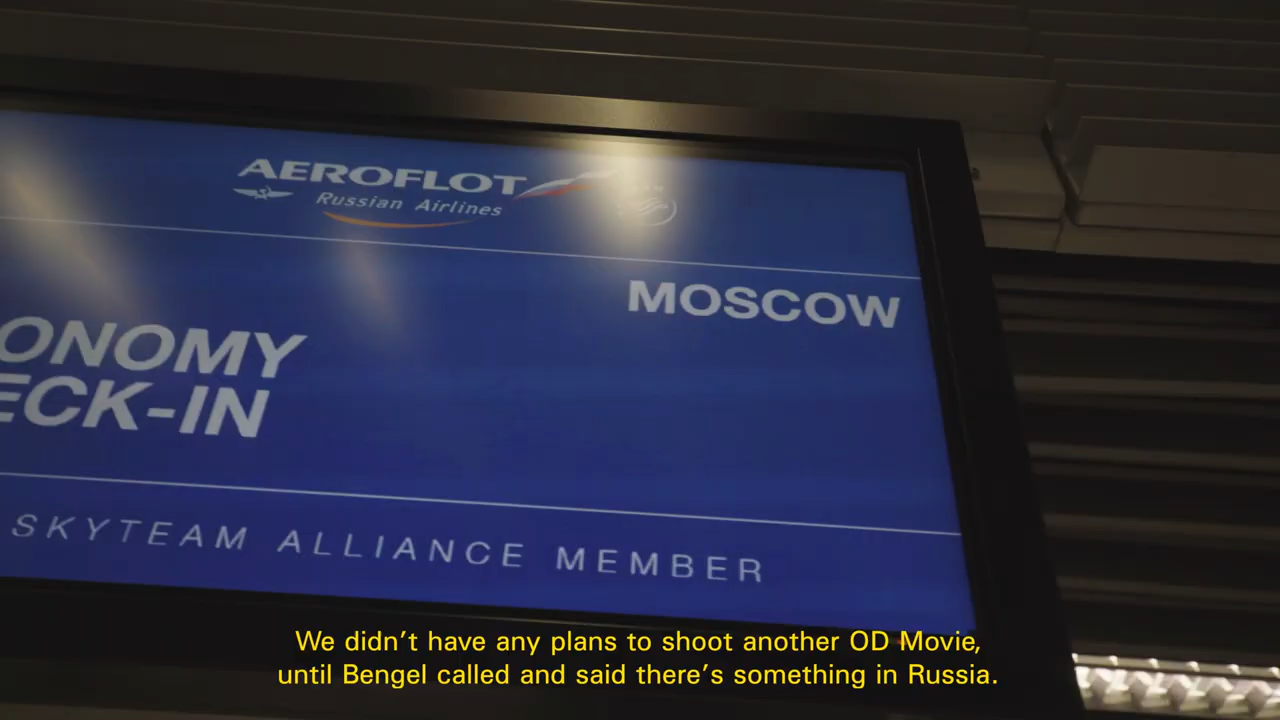 AEROFLOT
Russian Airlines
MOSCOW
ONOMY
ECK-IN
SKYTEAM ALLIANCE MEMBER
We didn't have any plans to shoot another OD Movie,
until Bengel called and said there's something in Russia.